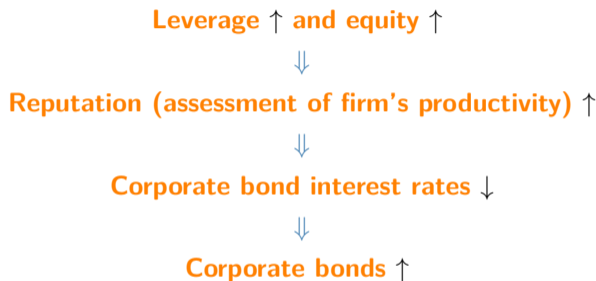 Leverage ↑ and equity ↑
⇓
Reputation (assessment of firm's productivity) ↑
⇓
Corporate bond interest rates ↓
⇓
Corporate bonds ↑